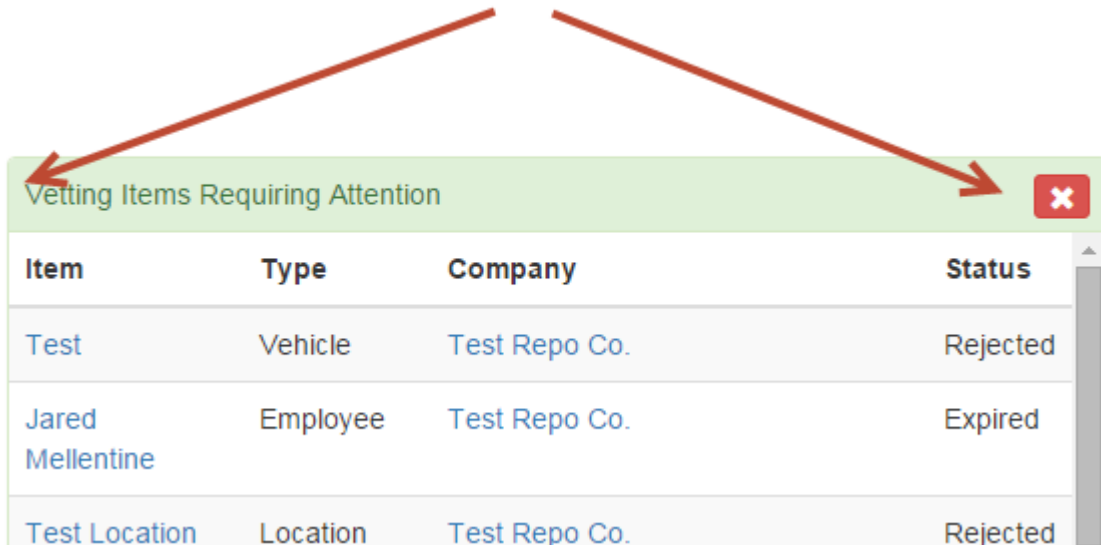 Vetting Items Requiring Attention
Item Type Company Status
Test Vehicle Test Repo Co. Rejected
Jared Employee Test Repo Co. Expired
Mellentine
Test Location Location Test Repo Co. Rejected